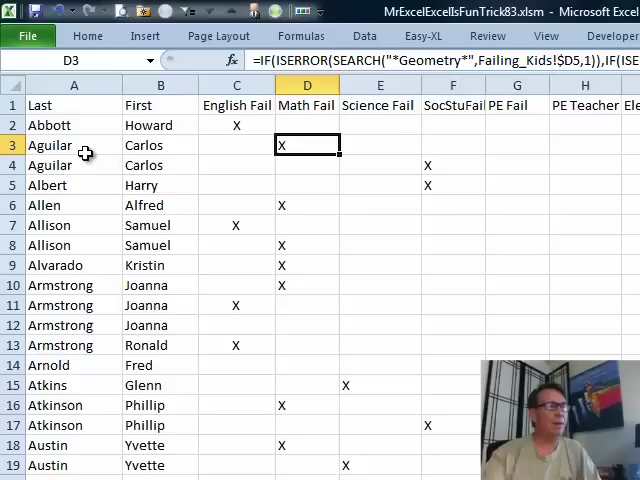 MrExcelExcelIsFunTrick83.xlsm - Microsoft Excel
File Home Insert Page Layout Formulas Data Easy-XL Review View Developer
D3 fx =IF(ISERROR(SEARCH("*Geometry*",Failing_Kids!$D5,1)),IF(IS
A B C D E F G H
1 Last First English Fail Math Fail Science Fail SocStuFail PE Fail PE Teacher Ele
2 Abbott Howard X
3 Aguilar Carlos X
4 Aguilar Carlos X
5 Albert Harry X
6 Allen Alfred X
7 Allison Samuel X
8 Allison Samuel X
9 Alvarado Kristin X
10 Armstrong Joanna X
11 Armstrong Joanna X
12 Armstrong Joanna
13 Armstrong Ronald X
14 Arnold Fred
15 Atkins Glenn X
16 Atkinson Phillip X
17 Atkinson Phillip X
18 Austin Yvette X
19 Austin Yvette X